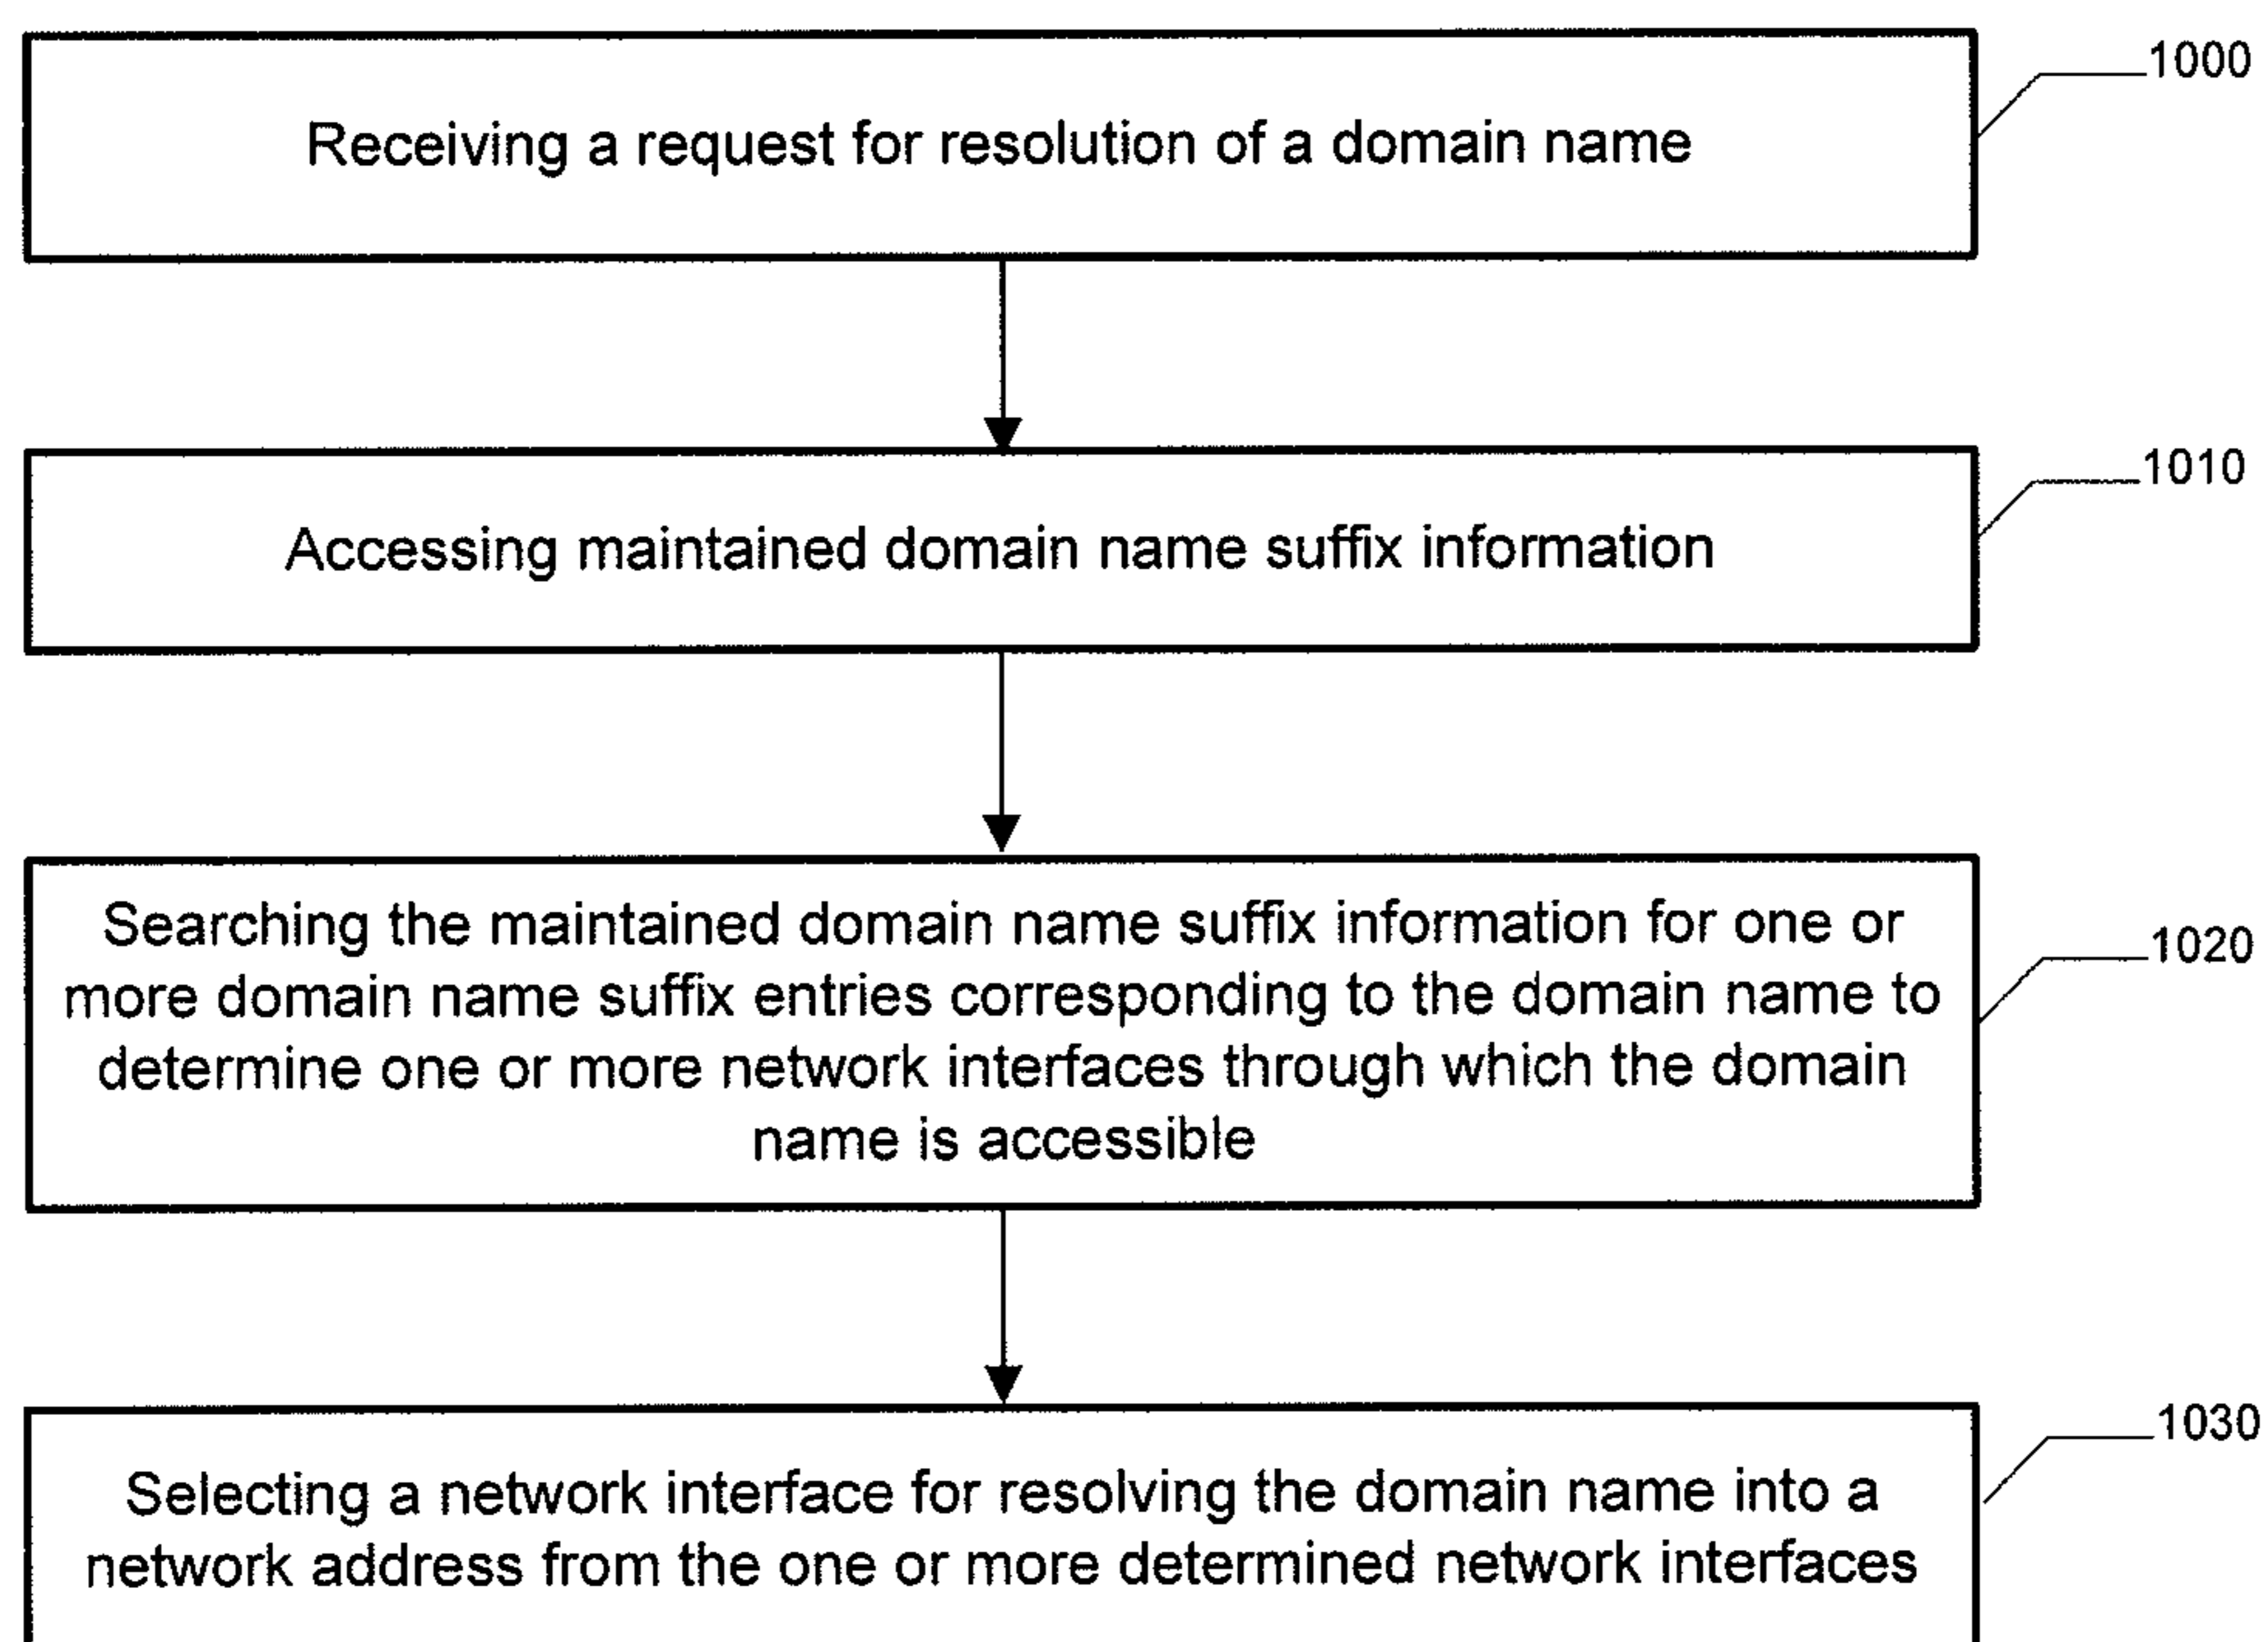 1000
Receiving a request for resolution of a domain name
1010
Accessing maintained domain name suffix information
Searching the maintained domain name suffix information for one or
1020
more domain name suffix entries corresponding to the domain name to
determine one or more network interfaces through which the domain
name is accessible
1030
Selecting a network interface for resolving the domain name into a
network address from the one or more determined network interfaces